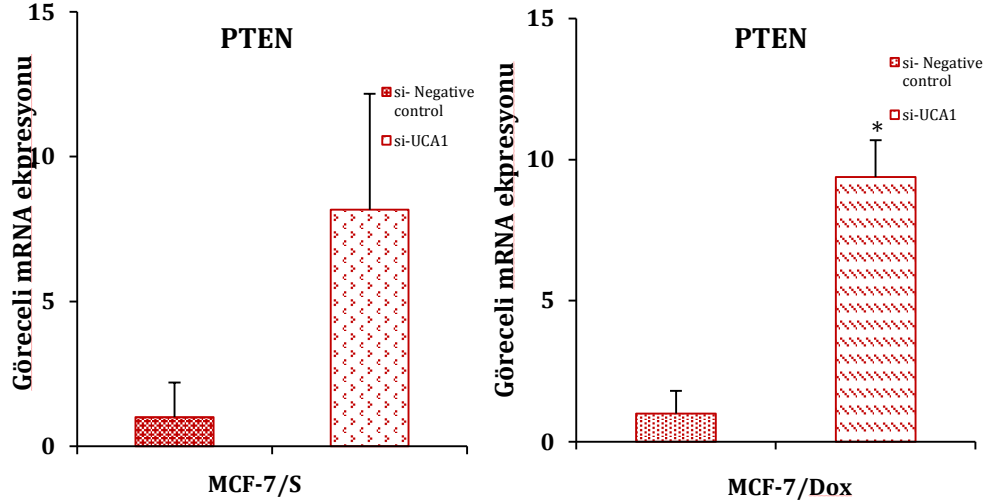 15
PTEN
si- Negative
control
si-UCA1
10
5
0
Göreceli mRNA ekpresyonu
MCF-7/S
15
PTEN
si- Negative
control
si-UCA1
*
10
5
0
Göreceli mRNA ekpresyonu
MCF-7/Dox